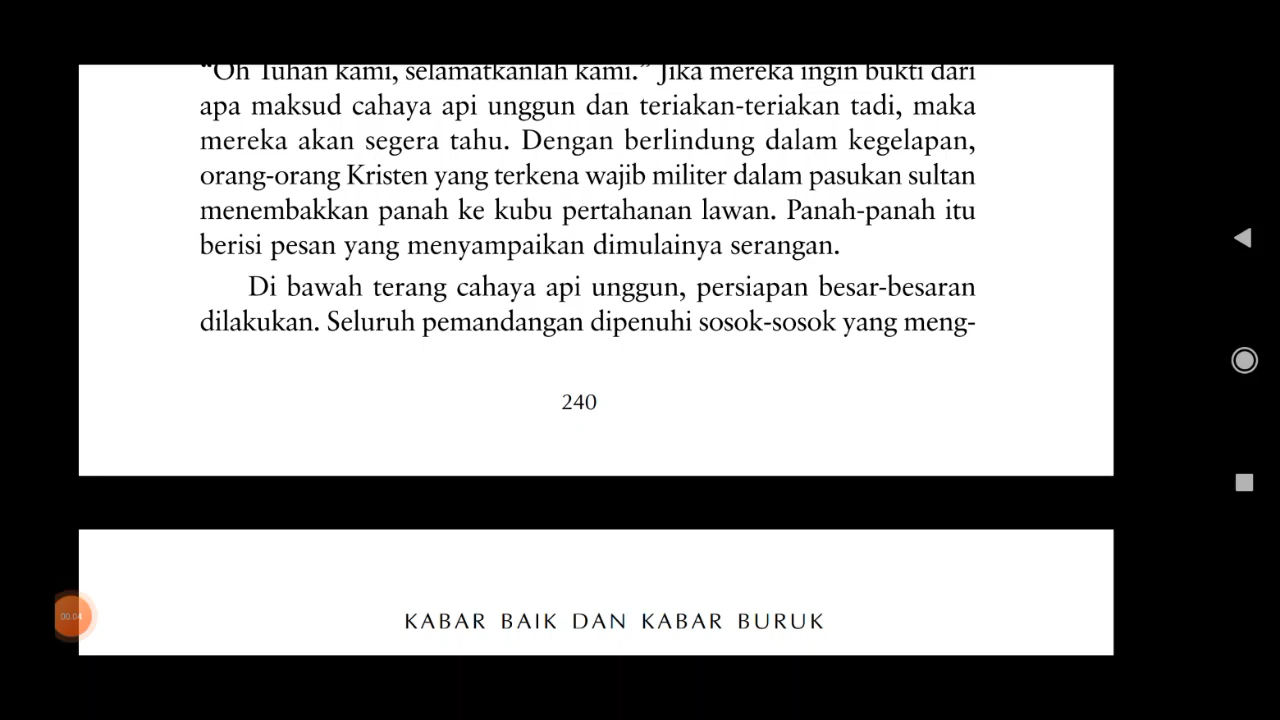 “Oh Tuhan kami, selamatkanlah kami.” Jika mereka ingin bukti dari
apa maksud cahaya api unggun dan teriakan-teriakan tadi, maka
mereka akan segera tahu. Dengan berlindung dalam kegelapan,
orang-orang Kristen yang terkena wajib militer dalam pasukan sultan
menembakkan panah ke kubu pertahanan lawan. Panah-panah itu
berisi pesan yang menyampaikan dimulainya serangan.
Di bawah terang cahaya api unggun, persiapan besar-besaran
dilakukan. Seluruh pemandangan dipenuhi sosok-sosok yang meng-
240
00:04
KABAR BAIK DAN KABAR BURUK